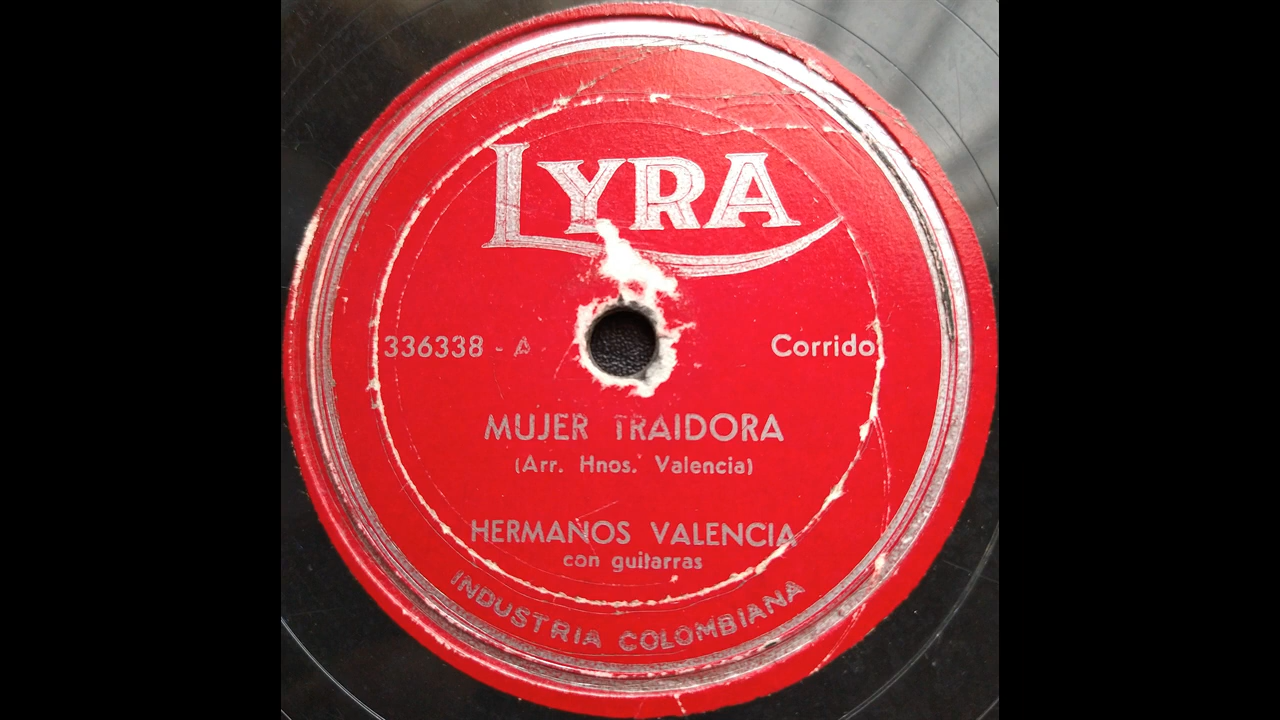 LYRA
336338 - A
Corrido
MUJER TRAIDORA
(Arr. Hnos. Valencia)
HERMANOS VALENCIA
con guitarras
INDUSTRIA COLOMBIANA